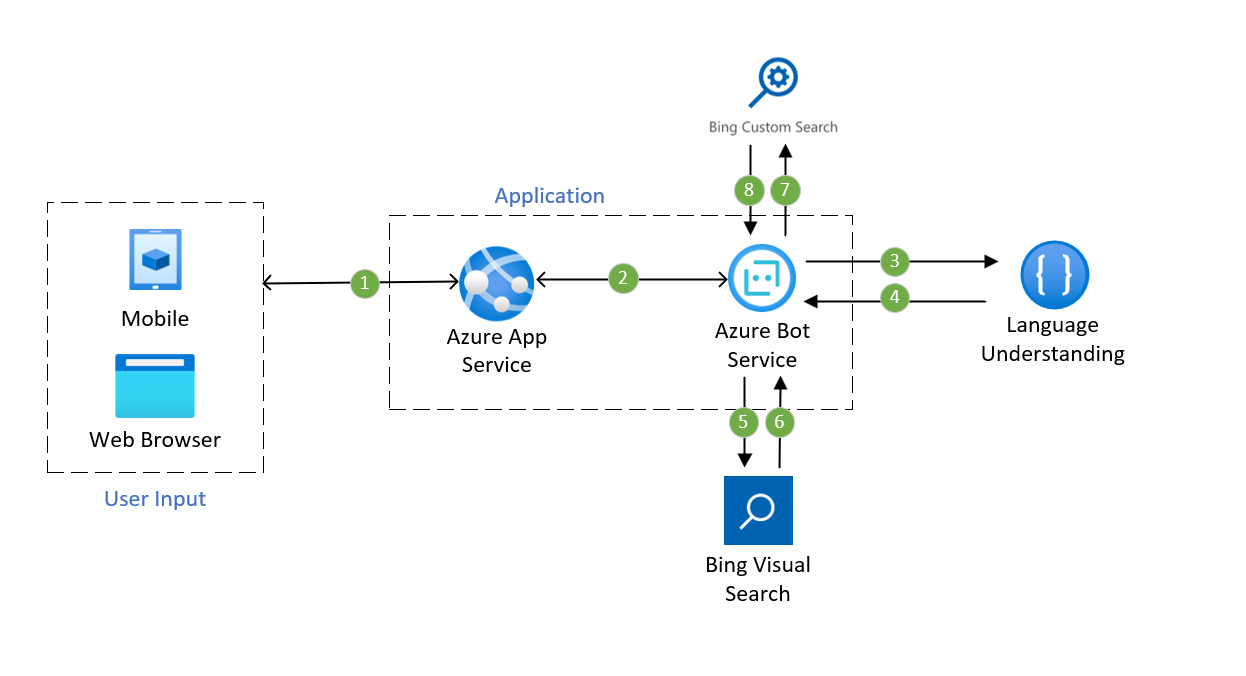 Bing Custom Search
8
7
Application
Mobile
Web Browser
User Input
1
Azure App
Service
2
Azure Bot
Service
3
4
{ }
Language
Understanding
5
6
Bing Visual
Search